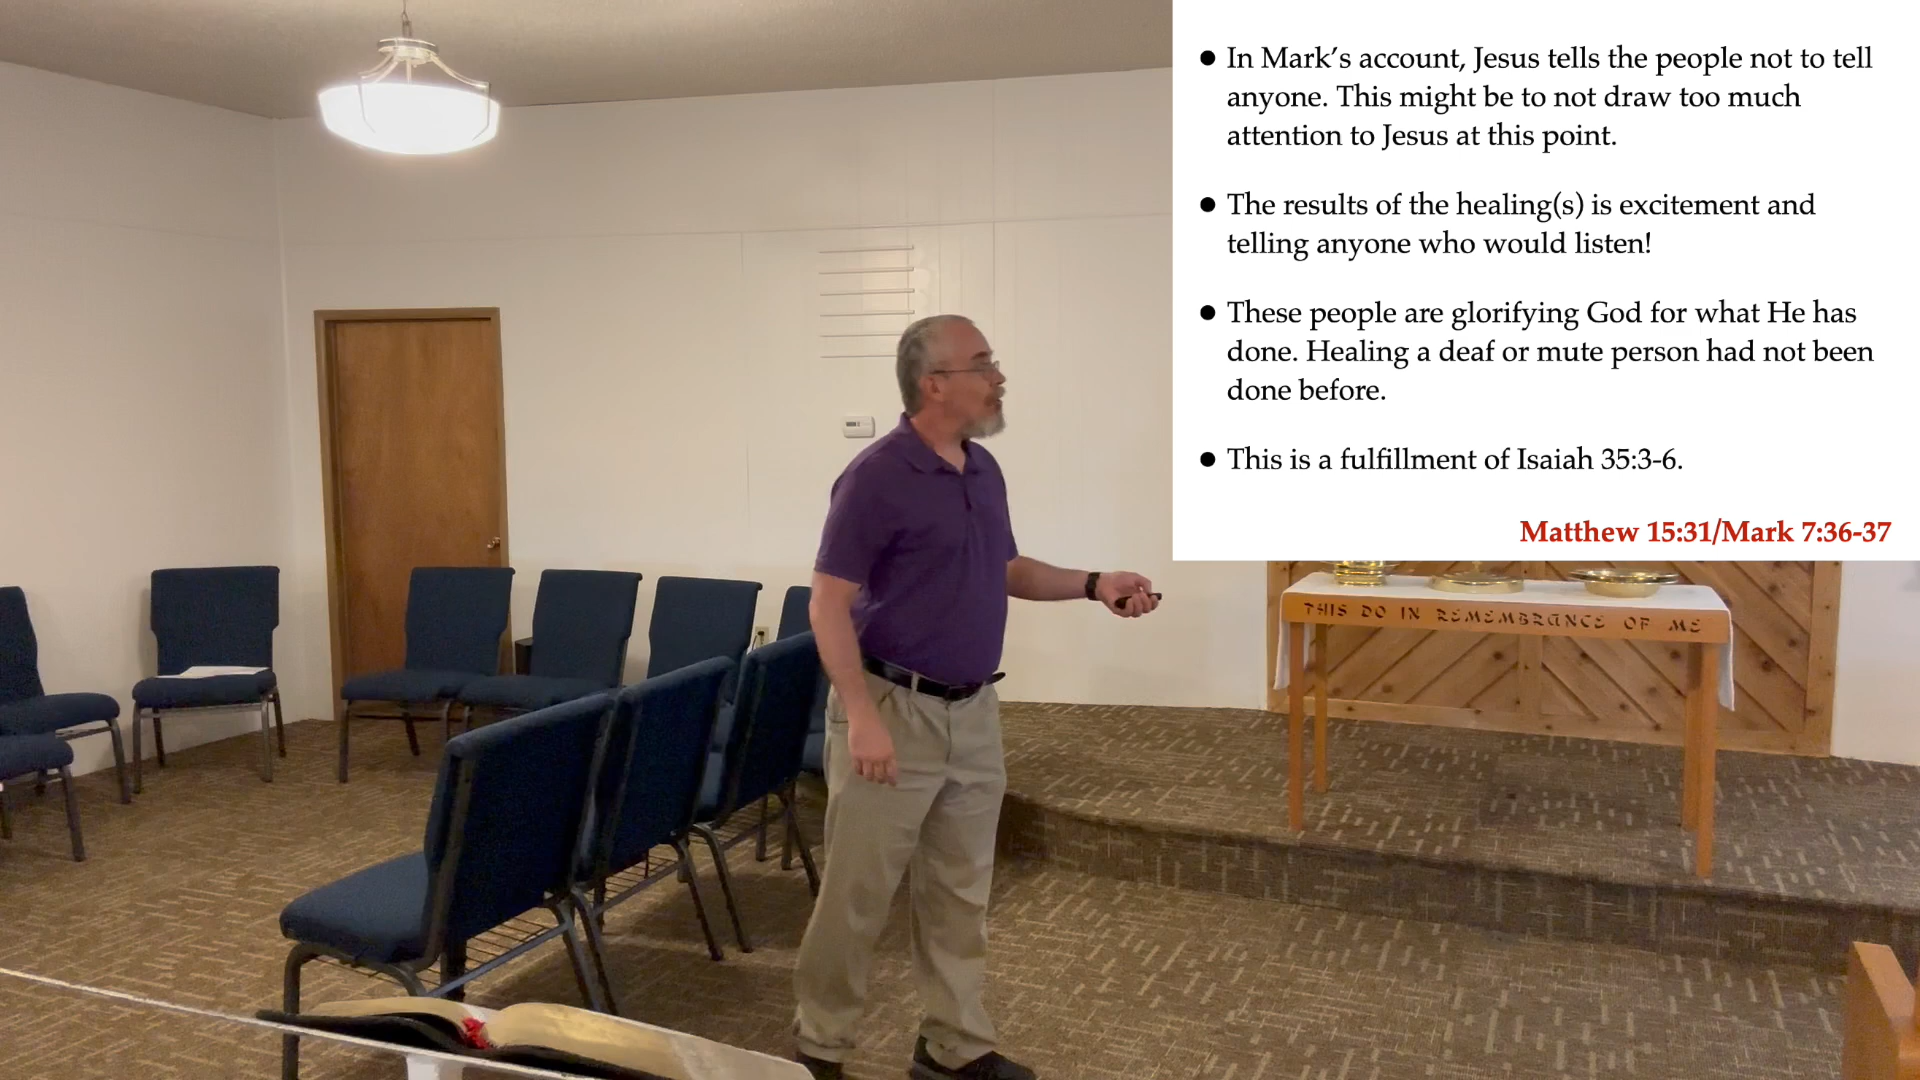 ● In Mark’s account, Jesus tells the people not to tell
anyone. This might be to not draw too much
attention to Jesus at this point.
● The results of the healing(s) is excitement and
telling anyone who would listen!
● These people are glorifying God for what He has
done. Healing a deaf or mute person had not been
done before.
● This is a fulfillment of Isaiah 35:3-6.
Matthew 15:31/Mark 7:36-37
THIS DO IN REMEMBRANCE OF ME